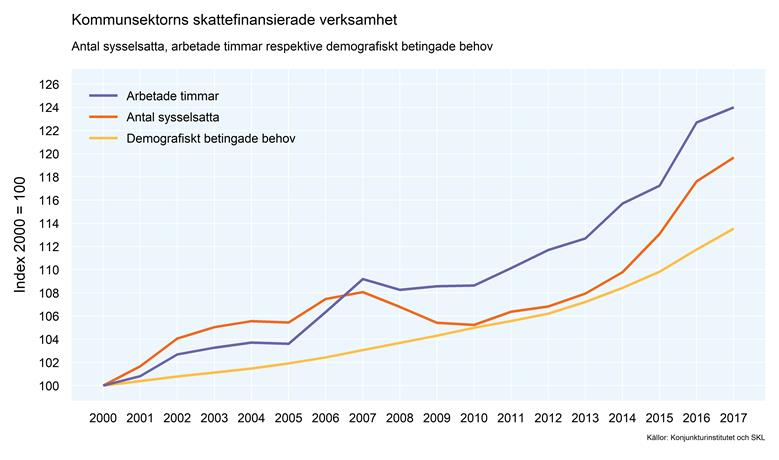 Kommunsektorns skattefinansierade verksamhet
Antal sysselsatta, arbetade timmar respektive demografiskt betingade behov
Arbetade timmar
Antal sysselsatta
Demografiskt betingade behov
Index 2000 = 100
126
124
122
120
118
116
114
112
110
108
106
104
102
100
2000 2001 2002 2003 2004 2005 2006 2007 2008 2009 2010 2011 2012 2013 2014 2015 2016 2017
Källor: Konjunkturinstitutet och SKL